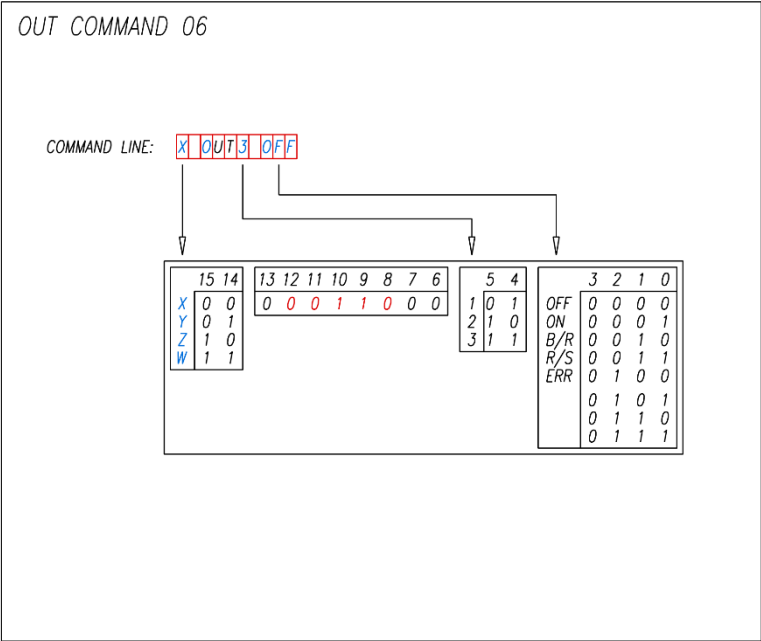 OUT COMMAND 06
COMMAND LINE: X OUT3 OFF
15 14 13 12 11 10 9 8 7 6 5 4 3 2 1 0
X 0 0 0 0 0 1 1 0 0 0 1 0 1 OFF 0 0 0 0
Y 0 1 2 1 0 ON 0 0 0 1
Z 1 0 3 1 1 B/R 0 0 1 0
W 1 1 R/S 0 0 1 1
ERR 0 1 0 0
0 1 0 1
0 1 1 0
0 1 1 1